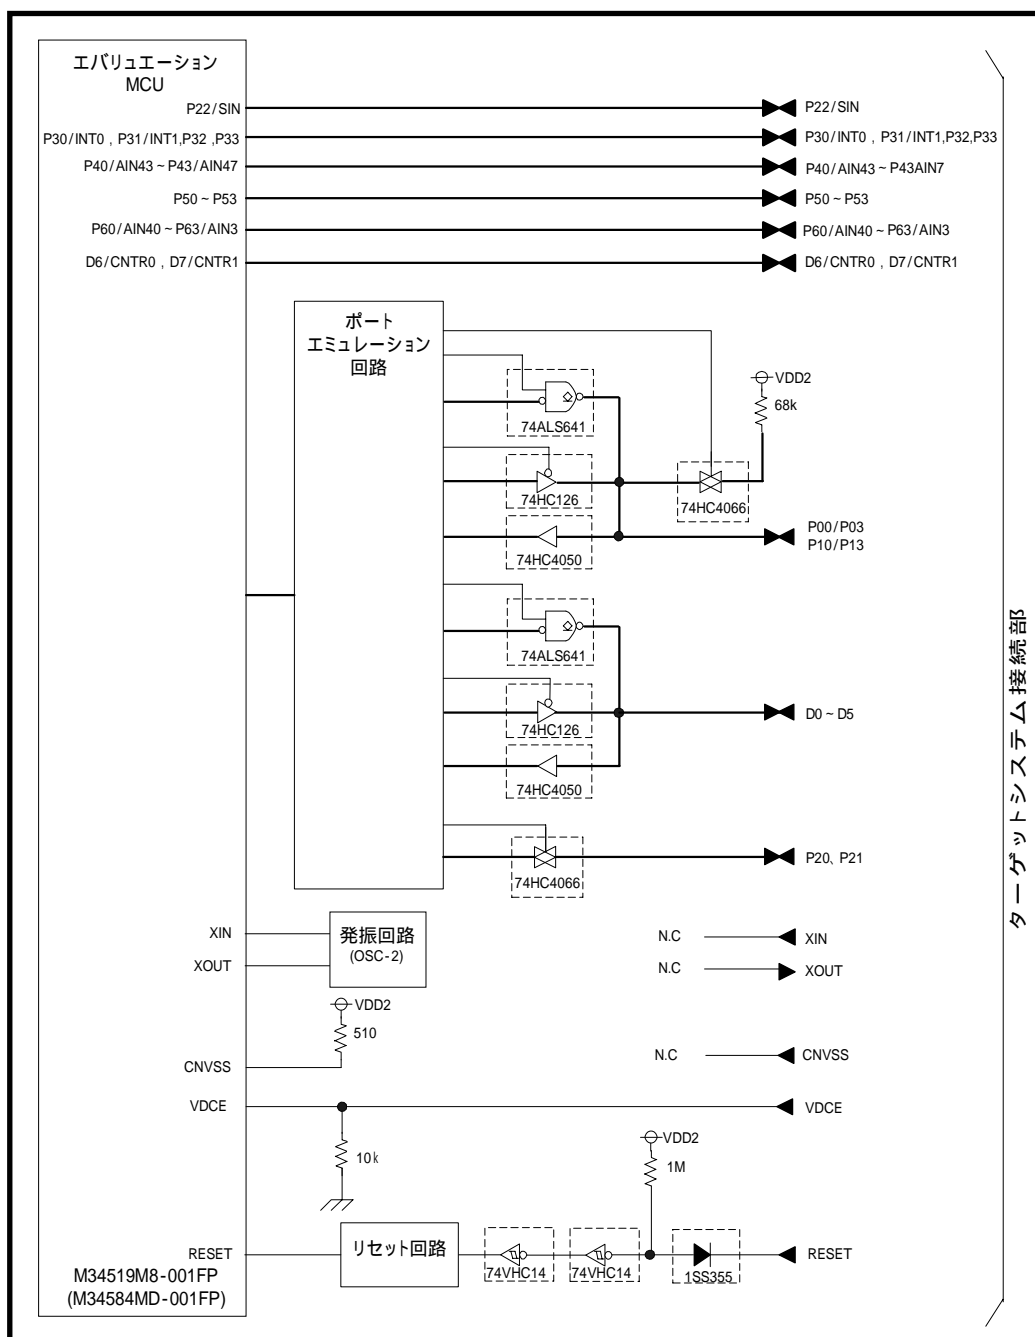 エバリュエーション
MCU
P22/SIN
P22/SIN
P30/INT0 , P31/INT1,P32 ,P33
P30/INT0 , P31/INT1,P32,P33
P40/AIN43 ~ P43/AIN47
P40/AIN43 ~ P43AIN7
P50 ~ P53
P50 ~ P53
P60/AIN40 ~ P63/AIN3
P60/AIN40 ~ P63/AIN3
D6/CNTR0 , D7/CNTR1
D6/CNTR0 , D7/CNTR1
ポート
エミュレーション
回路
VDD2
68k
74ALS641
74HC126
74HC4066
74HC4050
P00/P03
P10/P13
74ALS641
74HC126
D0 ~ D5
74HC4050
74HC4066
P20、P21
ターゲットシステム接続部
XIN
XOUT
発振回路
(OSC-2)
N.C
XIN
N.C
XOUT
VDD2
510
CNVSS
N.C
CNVSS
VDCE
VDCE
10k
VDD2
1M
RESET
リセット回路
74VHC14
74VHC14
1SS355
RESET
M34519M8-001FP
(M34584MD-001FP)